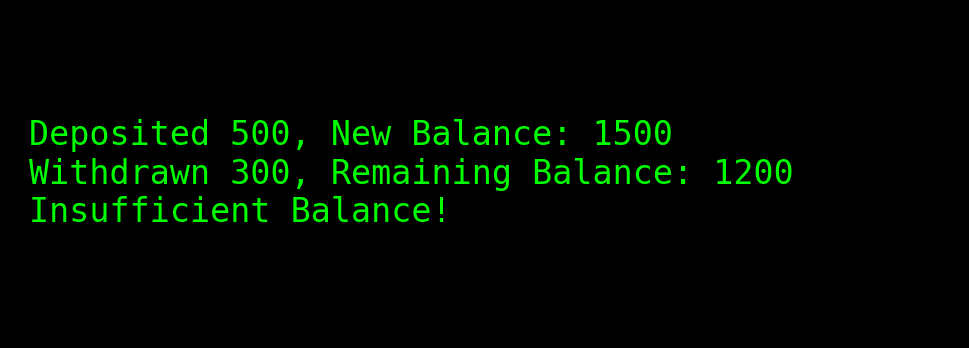 Deposited 500, New Balance: 1500
Withdrawn 300, Remaining Balance: 1200
Insufficient Balance!